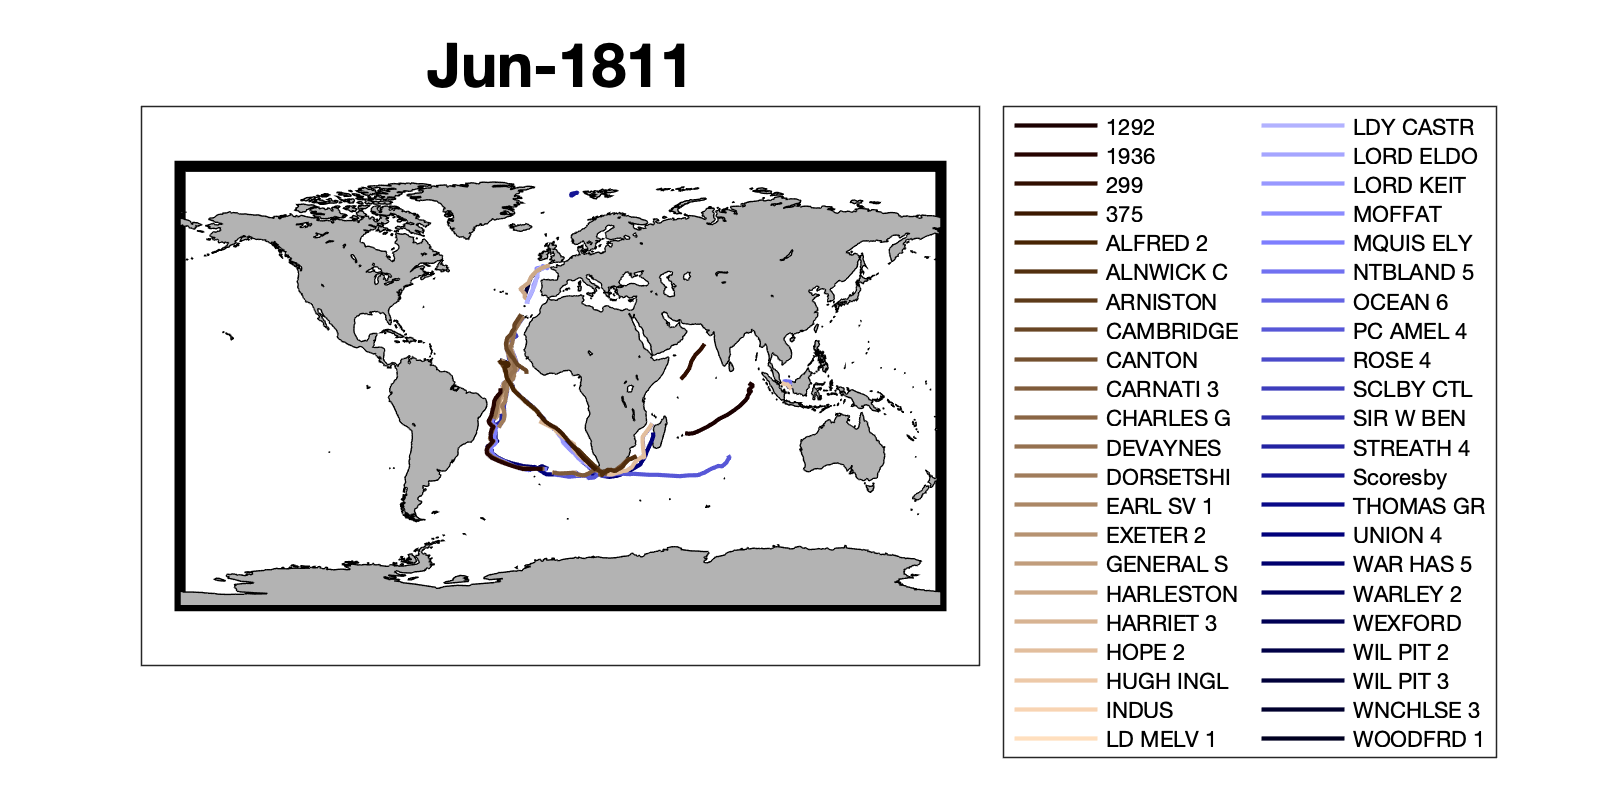 Jun-1811
1292
1936
299
375
ALFRED 2
ALNWICK C
ARNISTON
CAMBRIDGE
CANTON
CARNATI 3
CHARLES G
DEVAYNES
DORSETSHI
EARL SV 1
EXETER 2
GENERAL S
HARLESTON
HARRIET 3
HOPE 2
HUGH INGL
INDUS
LD MELV 1
LDY CASTR
LORD ELDO
LORD KEIT
MOFFAT
MQUIS ELY
NTBLAND 5
OCEAN 6
PC AMEL 4
ROSE 4
SCLBY CTL
SIR W BEN
STREATH 4
Scoresby
THOMAS GR
UNION 4
WAR HAS 5
WARLEY 2
WEXFORD
WIL PIT 2
WIL PIT 3
WNCHLSE 3
WOODFRD 1